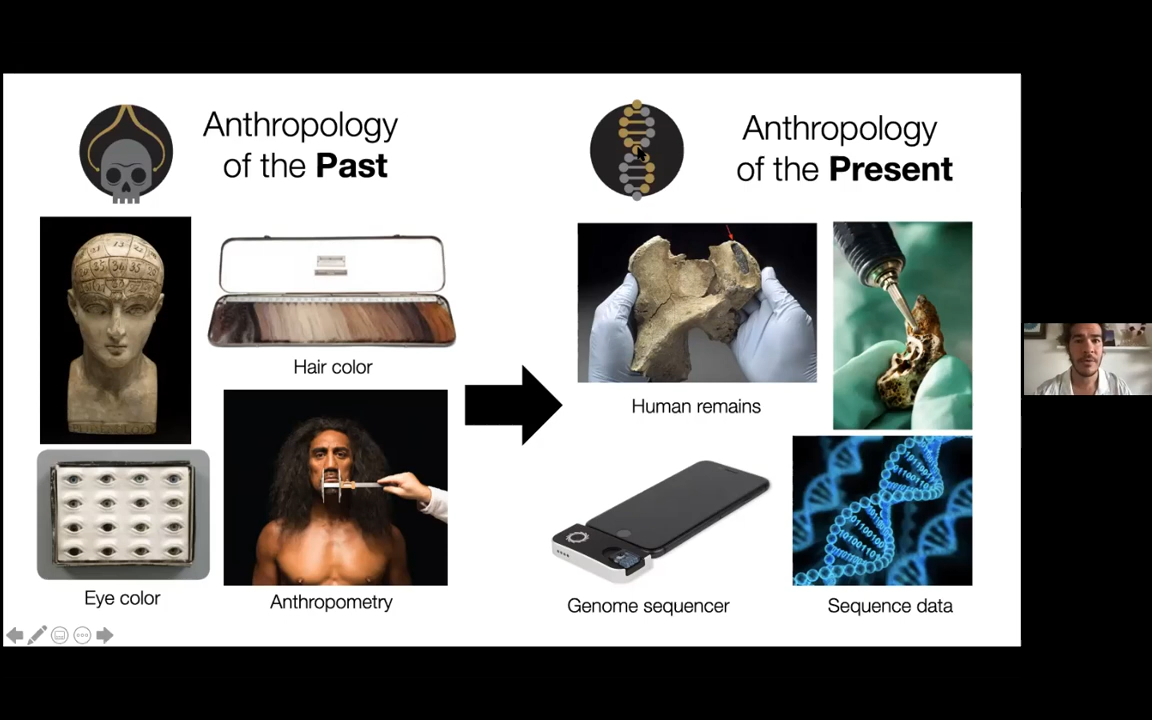 Anthropology
of the Past
Anthropology
of the Present
Hair color
Eye color
Anthropometry
Human remains
Genome sequencer
Sequence data